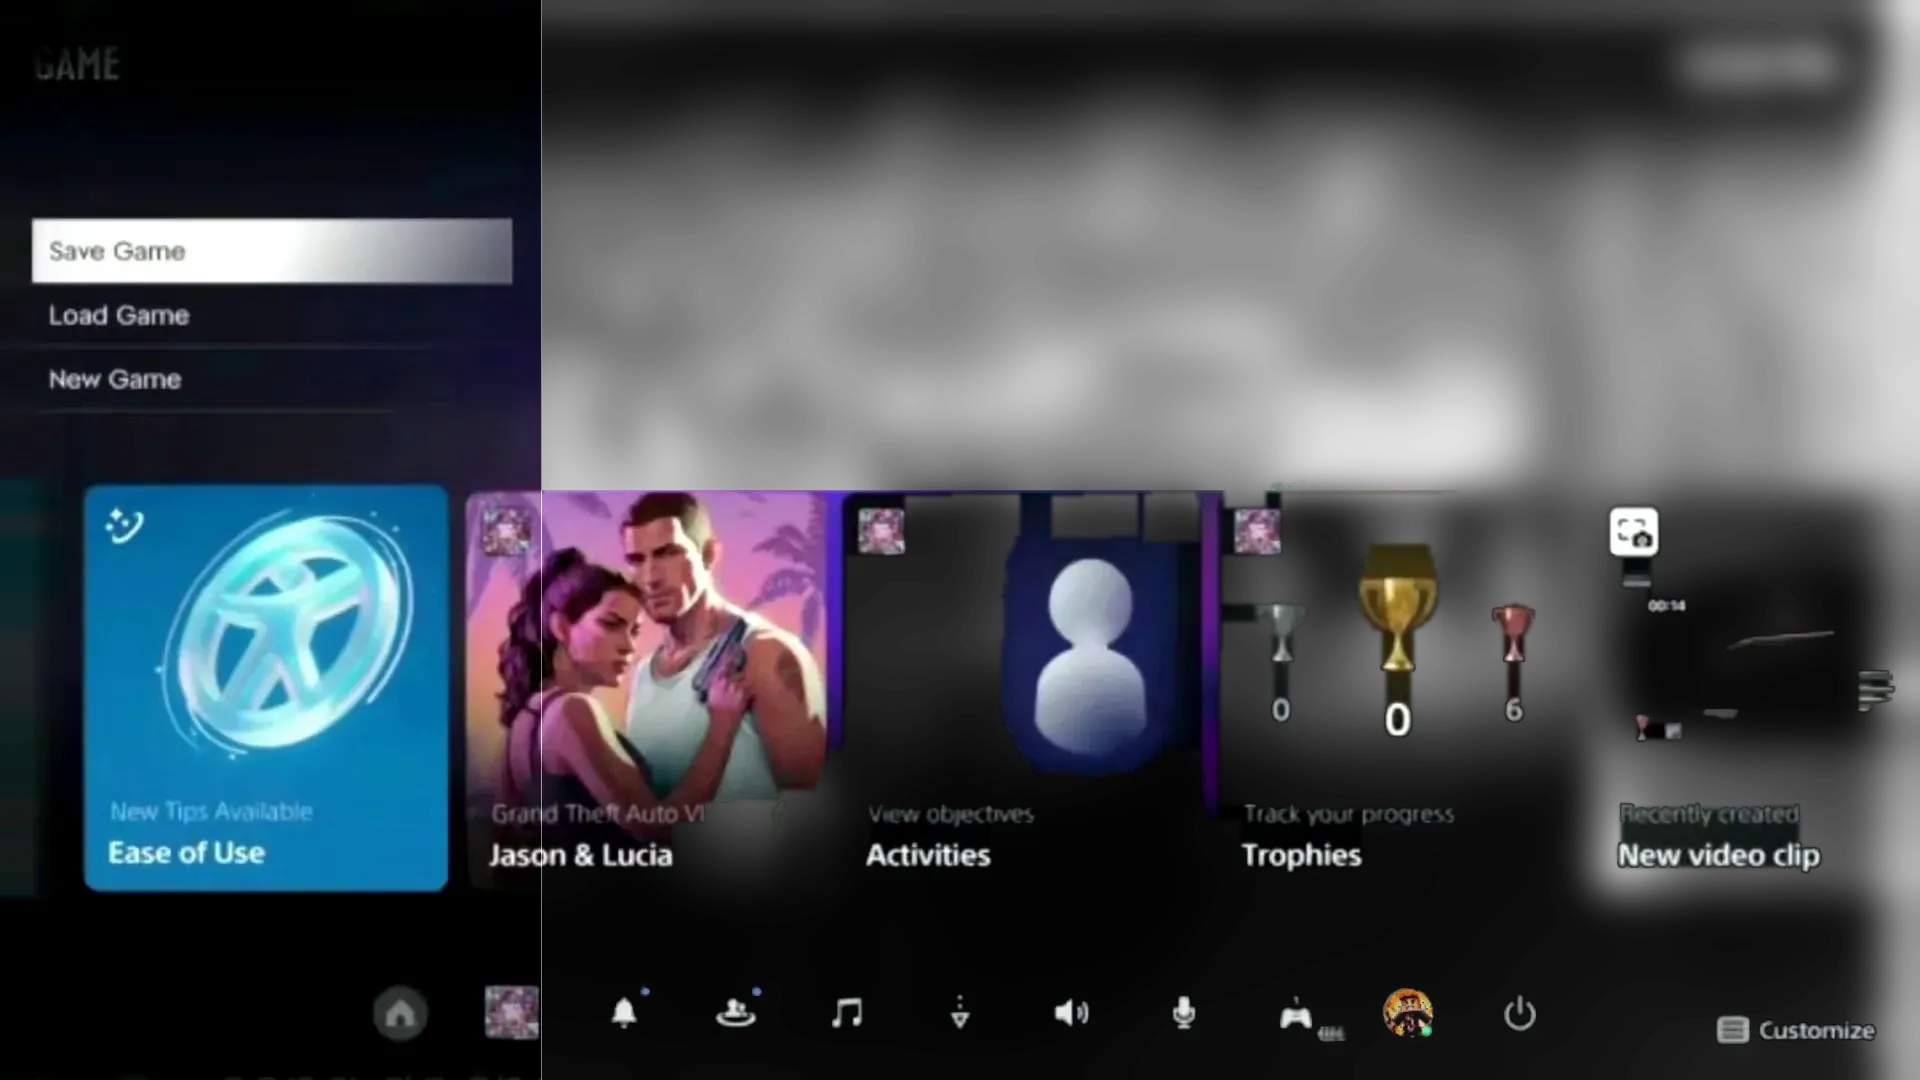 GAME
Save Game
Load Game
New Game
00:14
0
0
6
New Tips Available
Ease of Use
Grand Theft Auto VI
Jason & Lucia
View objectives
Activities
Track your progress
Trophies
Recently created
New video clip
Customize